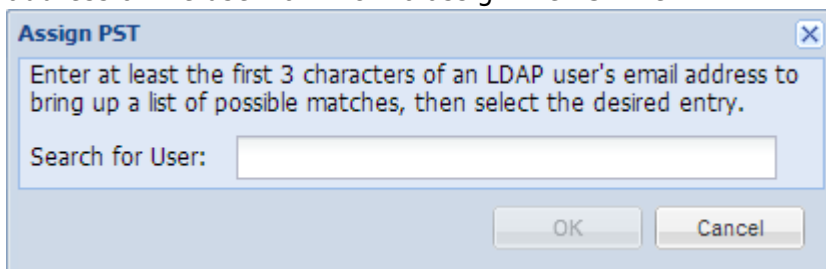 Assign PST
Enter at least the first 3 characters of an LDAP user's email address to
bring up a list of possible matches, then select the desired entry.
Search for User:
OK
Cancel